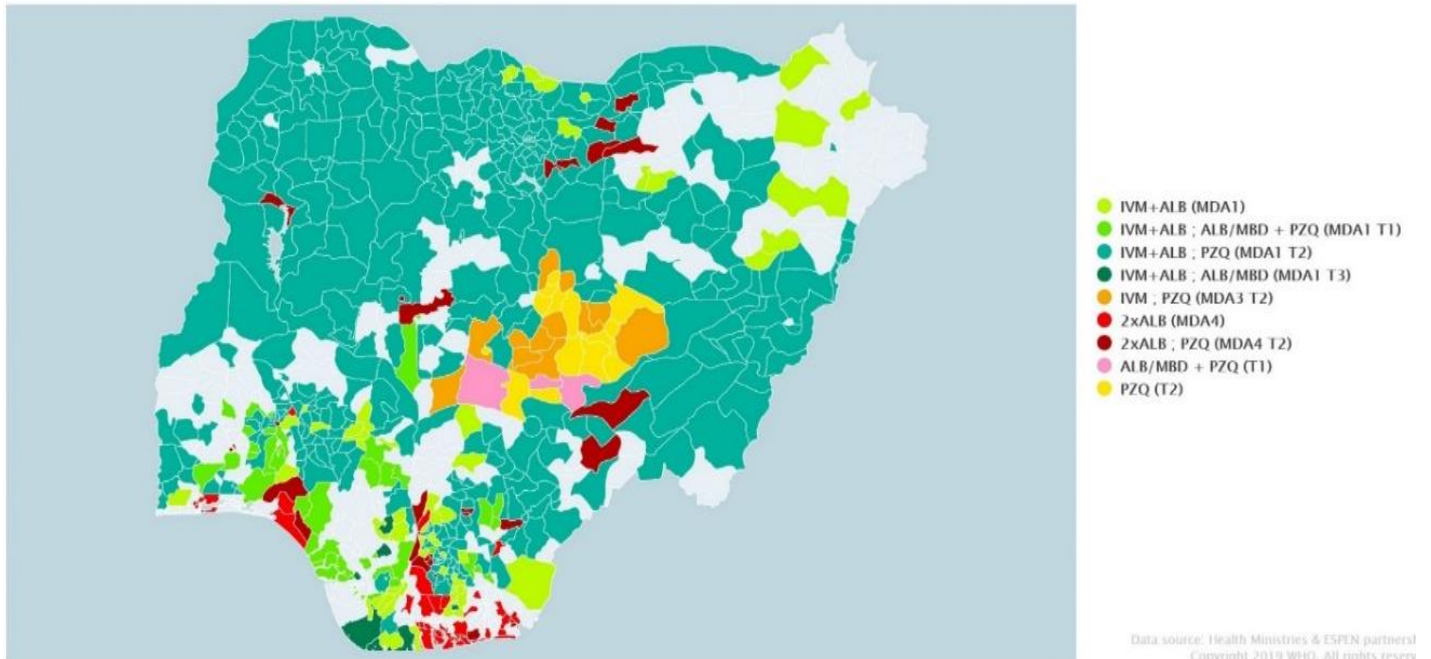 IVM+ALB (MDA1)
IVM+ALB ; ALB/MBD + PZQ (MDA1 T1)
IVM+ALB ; PZQ (MDA1 T2)
IVM+ALB ; ALB/MBD (MDA1 T3)
IVM ; PZQ (MDA3 T2)
2xALB (MDA4)
2xALB ; PZQ (MDA4 T2)
ALB/MBD + PZQ (T1)
PZQ (T2)
Data source: Health Ministries & ESPEN partners!
Copyright 2019 WHO. All rights reserv